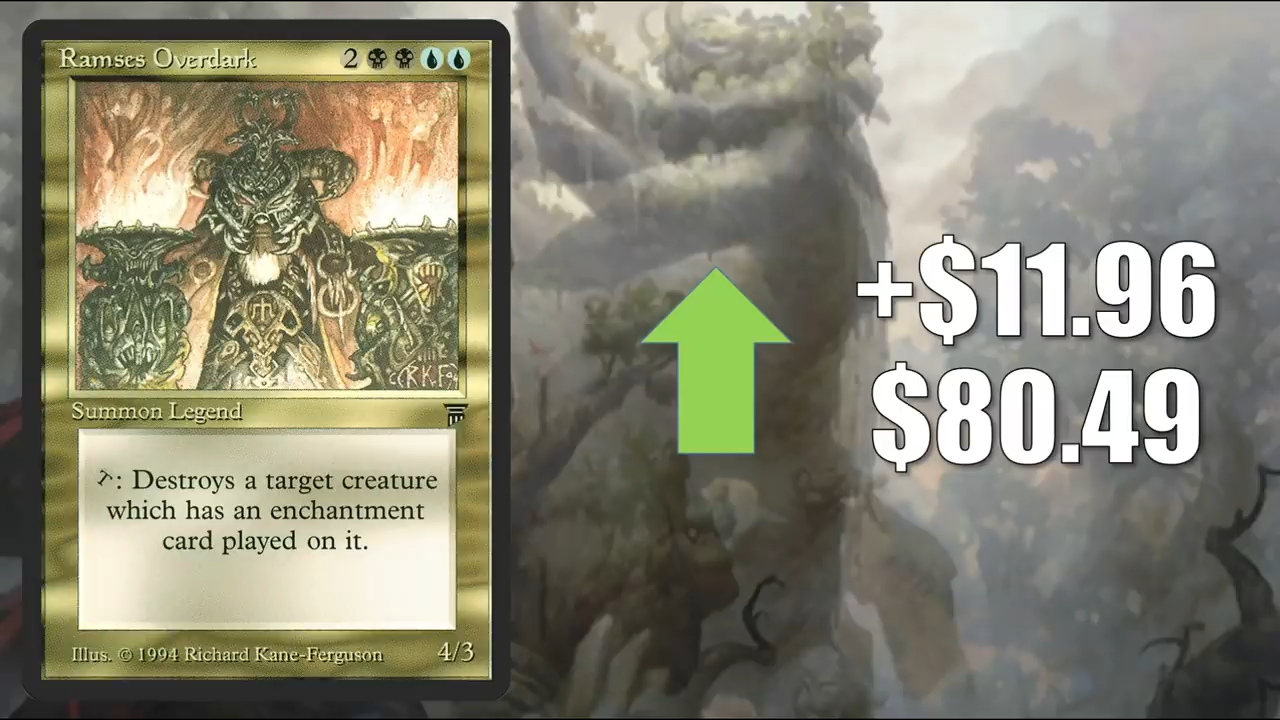 Ramses Overdark 2
CCRKF94
Summon Legend
: Destroys a target creature
which has an enchantment
card played on it.
Illus. © 1994 Richard Kane-Ferguson 4/3
+$11.96
$80.49